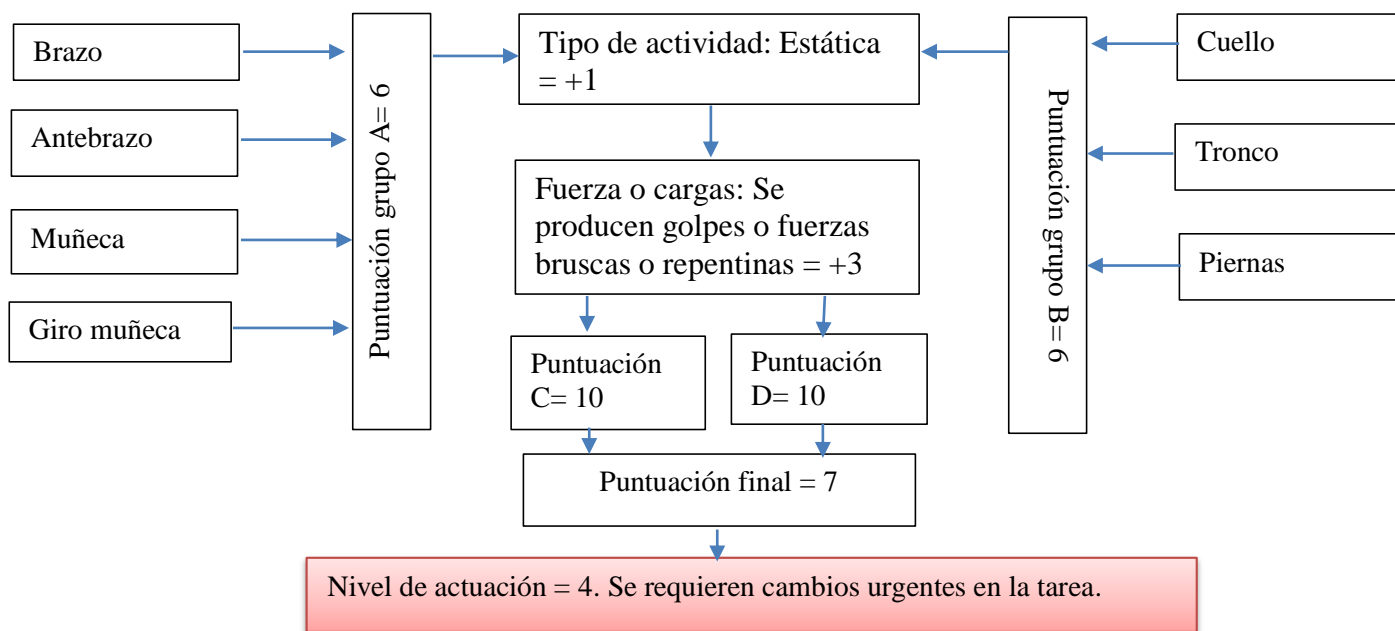 Brazo
Antebrazo
Muñeca
Giro muñeca
Puntuación grupo A= 6
Tipo de actividad: Estática
= +1
Fuerza o cargas: Se
producen golpes o fuerzas
bruscas o repentinas = +3
Puntuación
C= 10
Puntuación
D= 10
Puntuación final = 7
Puntuación grupo B= 6
Cuello
Tronco
Piernas
Nivel de actuación = 4. Se requieren cambios urgentes en la tarea.